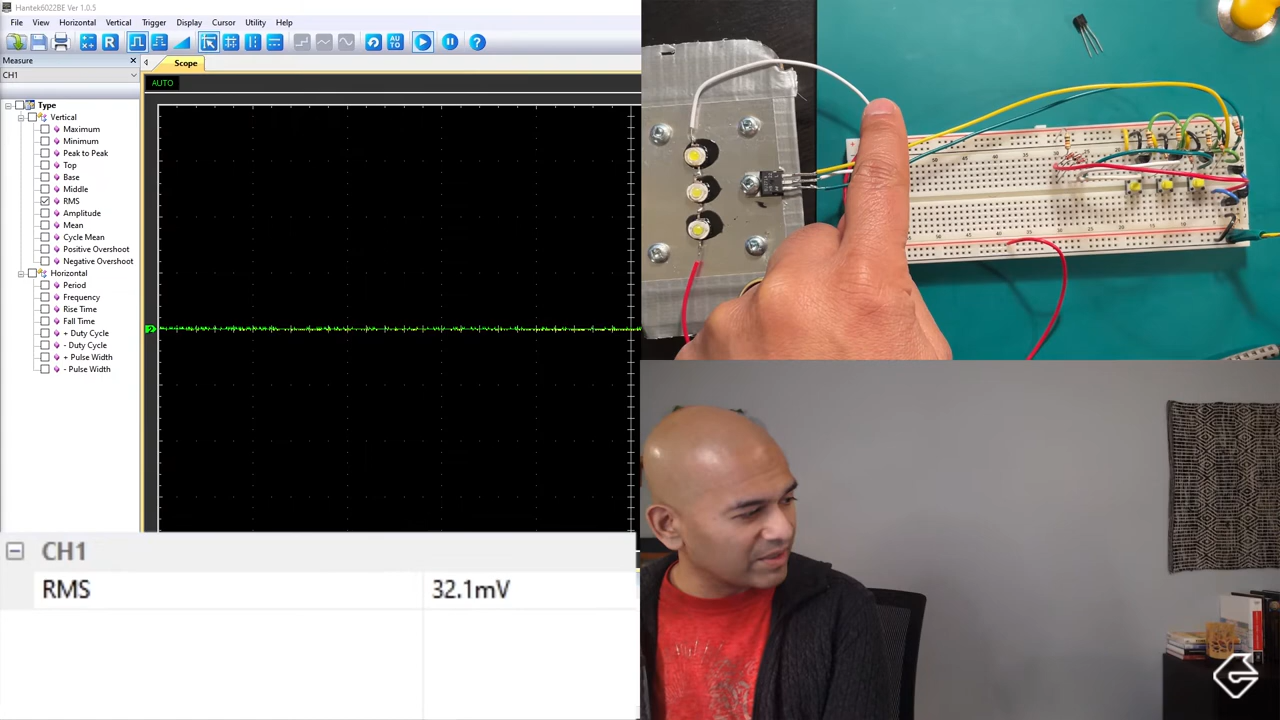 Hantek6022BE Ver 1.0.5
File View Horizontal Vertical Trigger Display Cursor Utility Help
R AUTO ?
Measure
CH1
Scope
AUTO
Type
Vertical
Maximum
Minimum
Peak to Peak
Top
Base
Middle
RMS
Amplitude
Mean
Cycle Mean
Positive Overshoot
Negative Overshoot
Horizontal
Period
Frequency
Rise Time
Fall Time
+ Duty Cycle
- Duty Cycle
+ Pulse Width
- Pulse Width
2
CH1
RMS 32.1mV